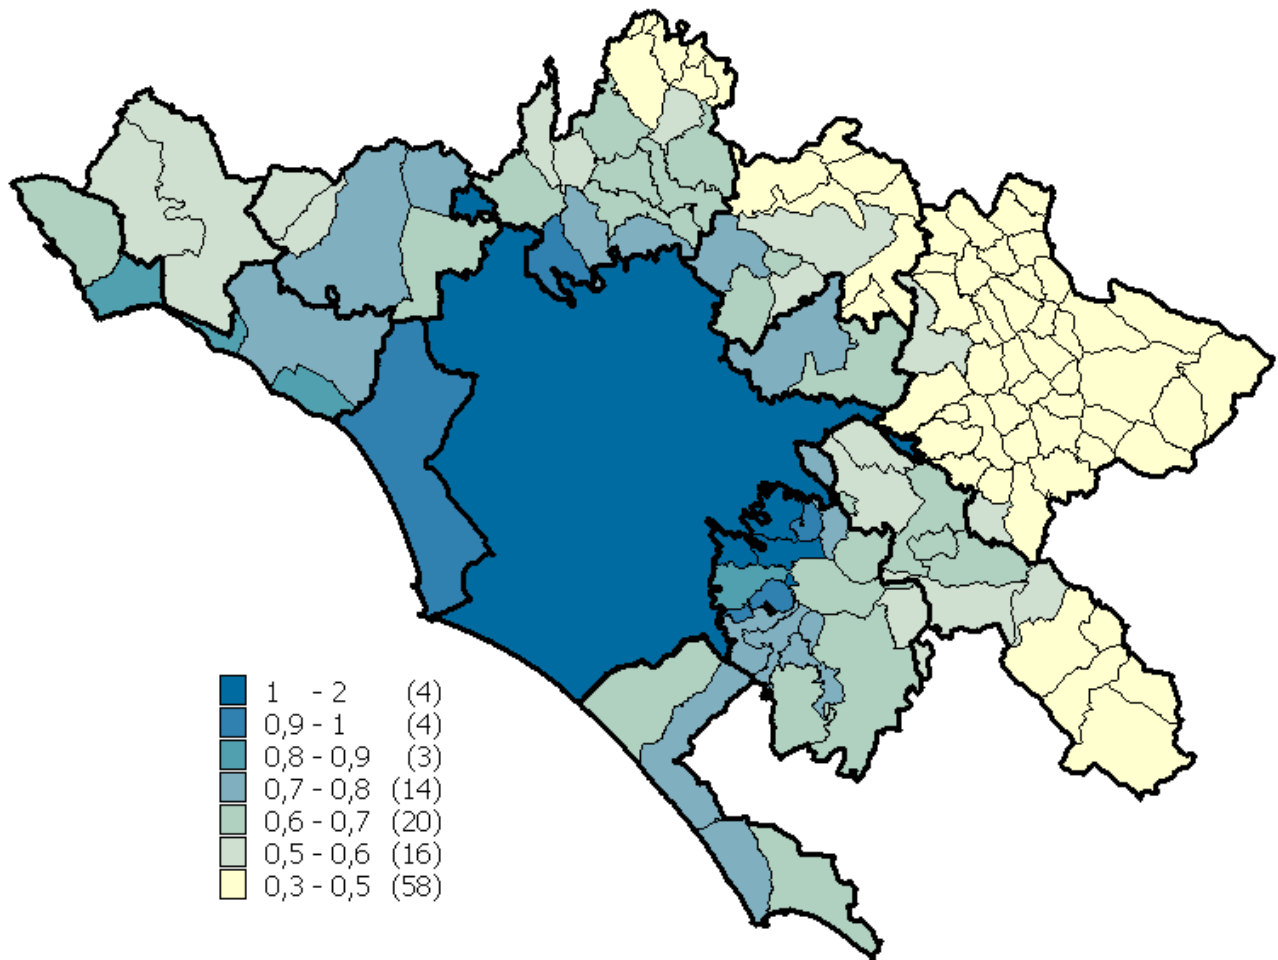 1 - 2 (4)
0,9 - 1 (4)
0,8 - 0,9 (3)
0,7 - 0,8 (14)
0,6 - 0,7 (20)
0,5 - 0,6 (16)
0,3 - 0,5 (58)